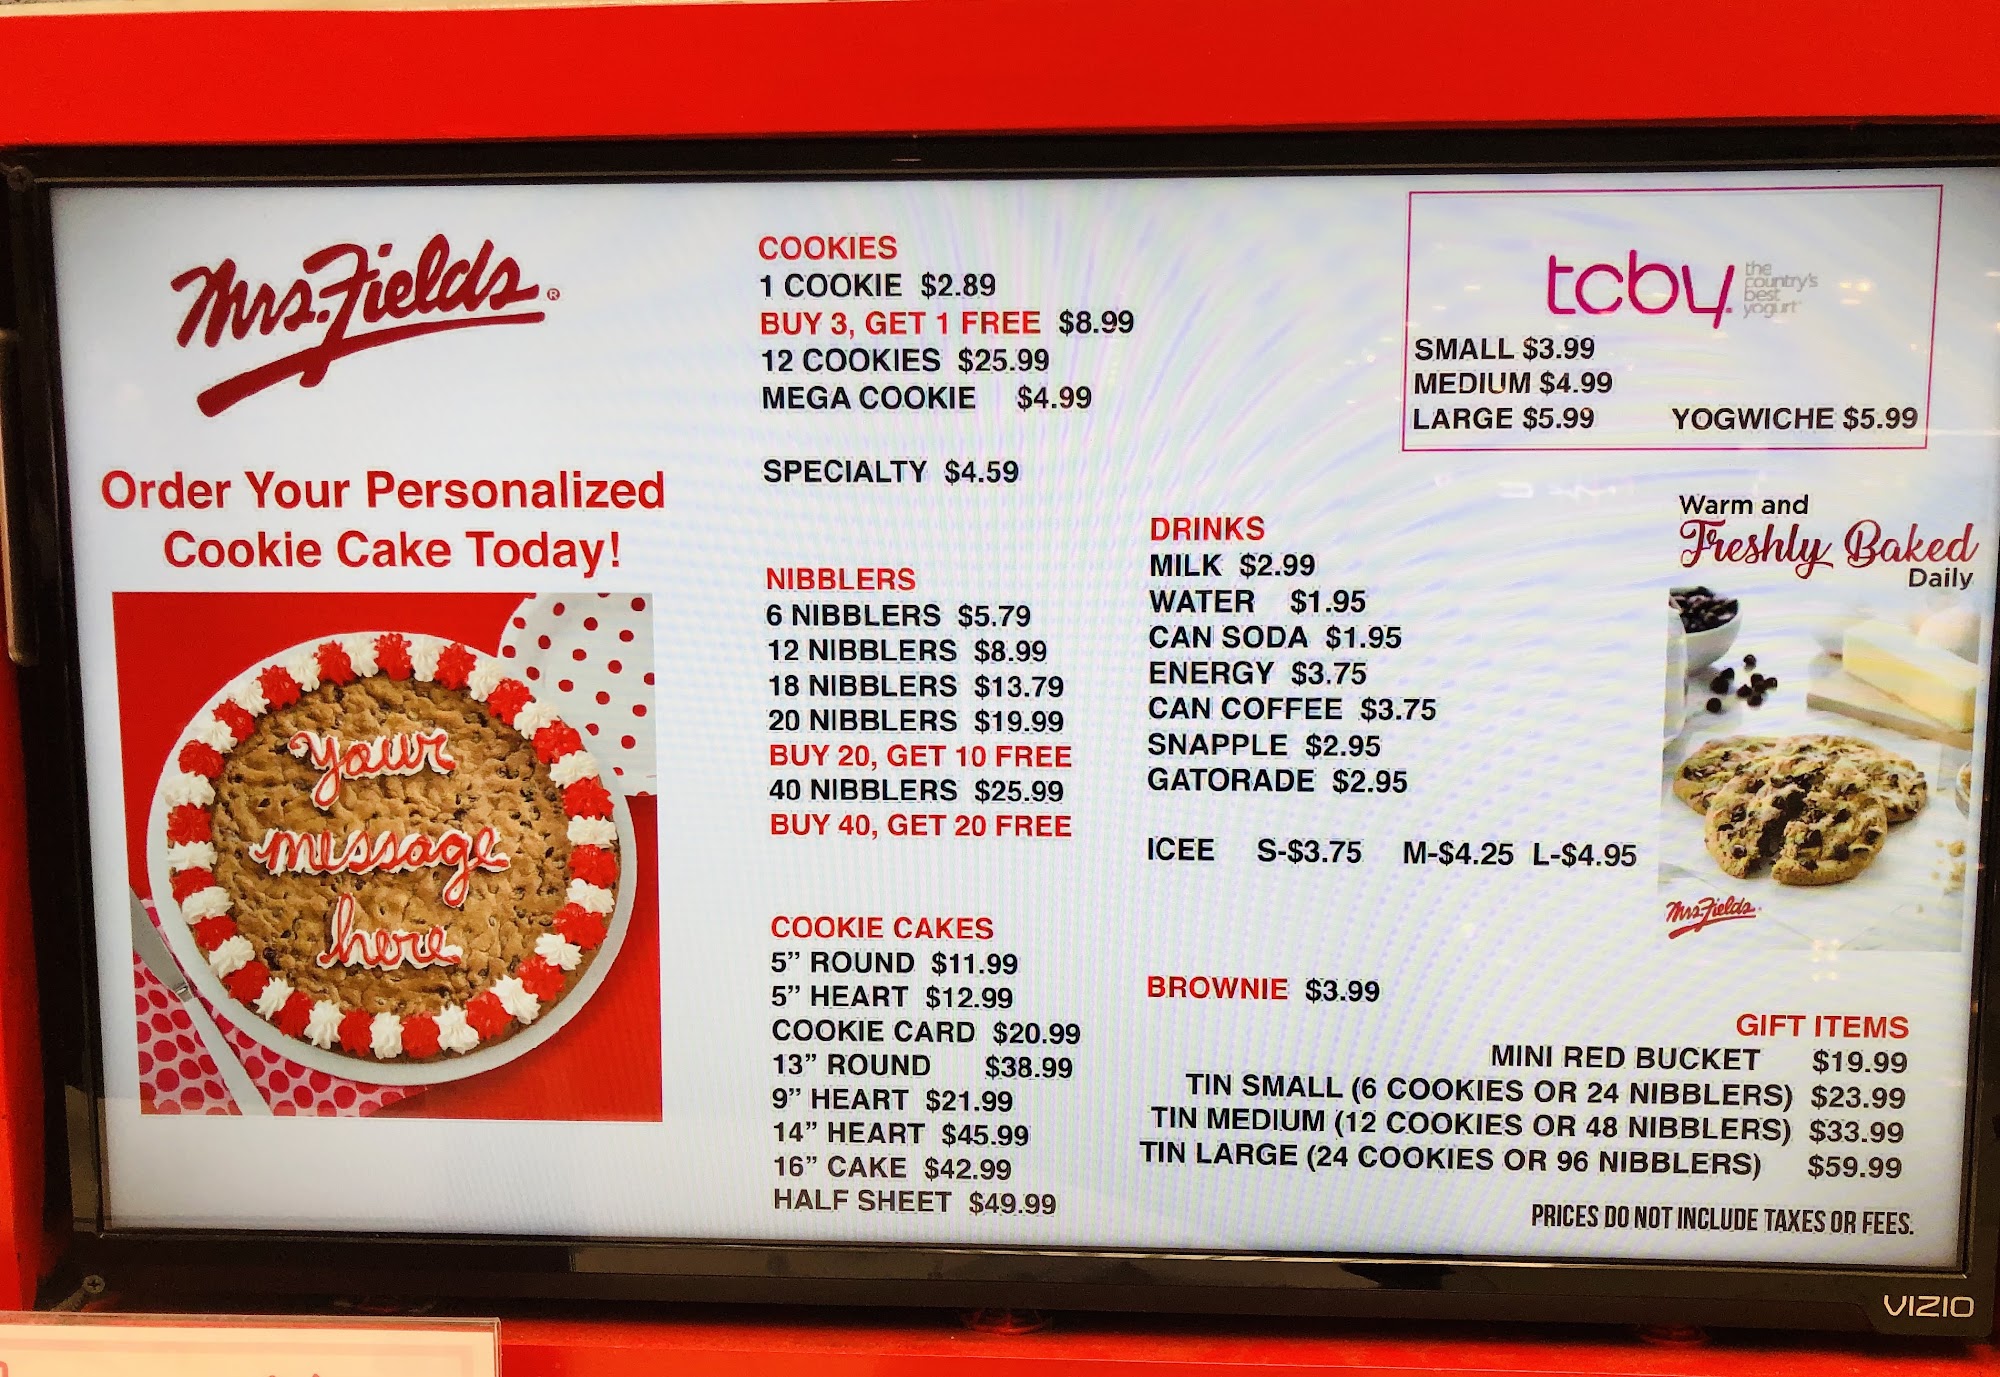 Mrs. Fields®
Order Your Personalized
Cookie Cake Today!
your
message
here
COOKIES
1 COOKIE $2.89
BUY 3, GET 1 FREE $8.99
12 COOKIES $25.99
MEGA COOKIE $4.99
SPECIALTY $4.59
NIBBLERS
6 NIBBLERS $5.79
12 NIBBLERS $8.99
18 NIBBLERS $13.79
20 NIBBLERS $19.99
BUY 20, GET 10 FREE
40 NIBBLERS $25.99
BUY 40, GET 20 FREE
COOKIE CAKES
5” ROUND $11.99
5” HEART $12.99
COOKIE CARD $20.99
13” ROUND $38.99
9” HEART $21.99
14” HEART $45.99
16” CAKE $42.99
HALF SHEET $49.99
tcby. the country's best yogurt
SMALL $3.99
MEDIUM $4.99
LARGE $5.99 YOGWICHE $5.99
DRINKS
MILK $2.99
WATER $1.95
CAN SODA $1.95
ENERGY $3.75
CAN COFFEE $3.75
SNAPPLE $2.95
GATORADE $2.95
ICEE S-$3.75 M-$4.25 L-$4.95
Warm and
Freshly Baked
Daily
Mrs. Fields.
BROWNIE $3.99
GIFT ITEMS
MINI RED BUCKET $19.99
TIN SMALL (6 COOKIES OR 24 NIBBLERS) $23.99
TIN MEDIUM (12 COOKIES OR 48 NIBBLERS) $33.99
TIN LARGE (24 COOKIES OR 96 NIBBLERS) $59.99
PRICES DO NOT INCLUDE TAXES OR FEES.
VIZIO